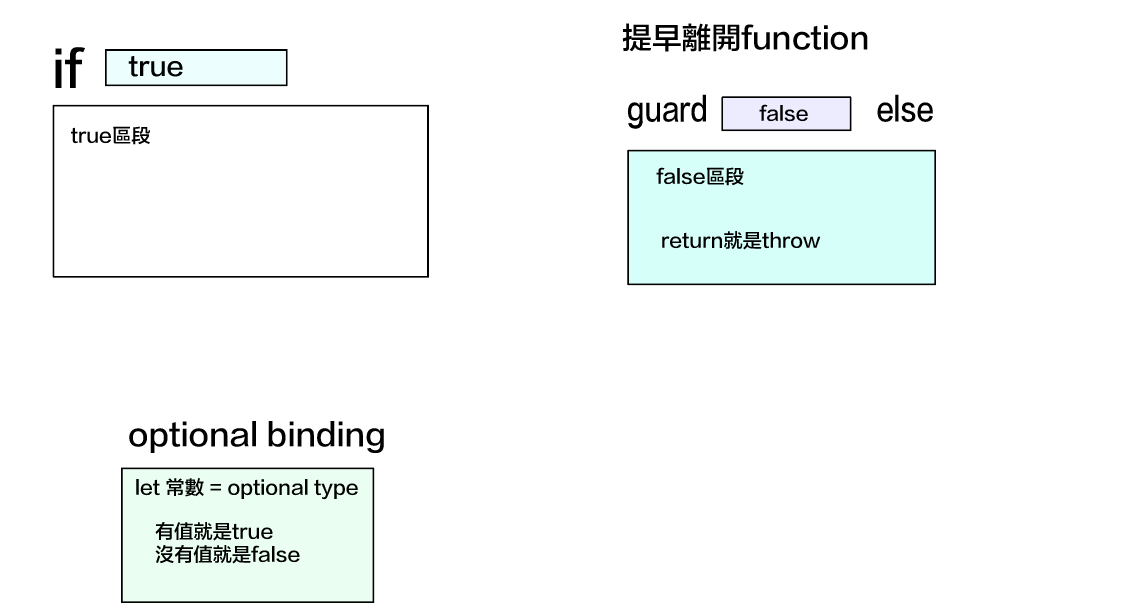 if true
true區段
提早離開function
guard false else
false區段
return就是throw
optional binding
let 常數 = optional type
有值就是true
沒有值就是false